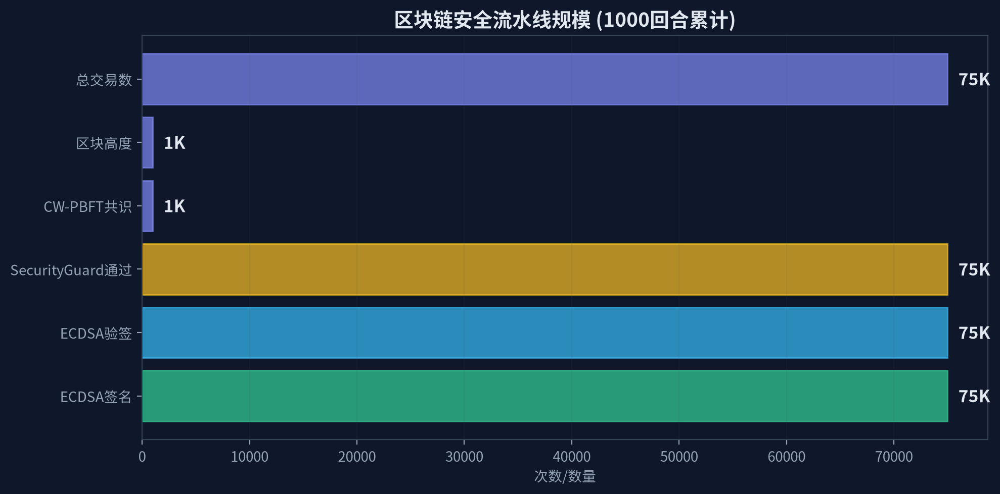 区块链安全流水线规模 (1000回合累计)
总交易数
75K
区块高度
1K
CW-PBFT共识
1K
SecurityGuard通过
75K
ECDSA验签
75K
ECDSA签名
75K
0 10000 20000 30000 40000 50000 60000 70000
次数/数量